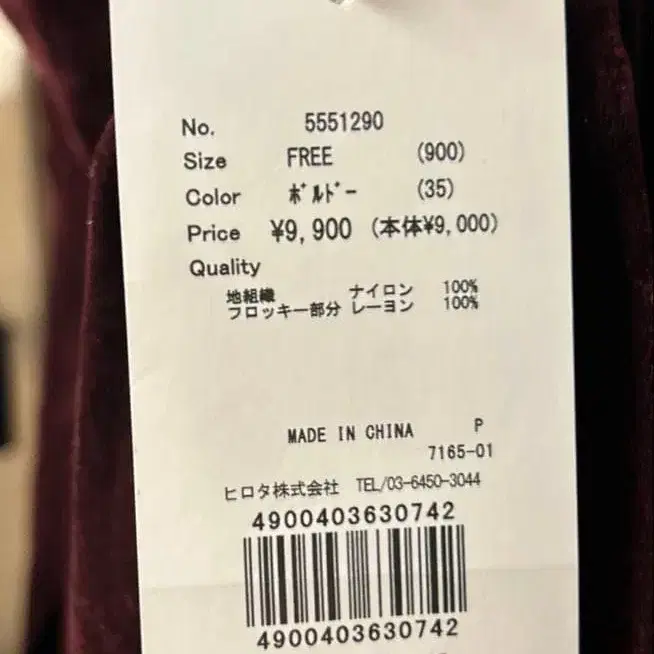 No. 5551290
Size FREE (900)
Color ﾎﾞﾙﾄﾞｰ (35)
Price ¥9,900 (本体¥9,000)
Quality
地組織 ナイロン 100%
フロッキー部分 レーヨン 100%
MADE IN CHINA P
7165-01
ヒロタ株式会社 TEL/03-6450-3044
4900403630742
4900403630742